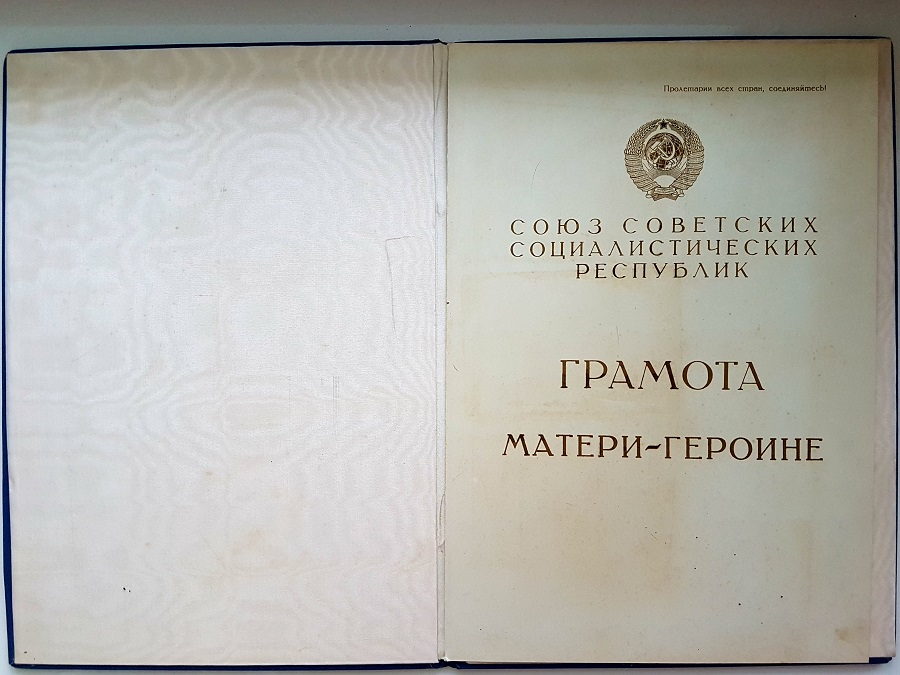 Пролетарии всех стран, соединяйтесь!
СОЮЗ СОВЕТСКИХ
СОЦИАЛИСТИЧЕСКИХ
РЕСПУБЛИК
ГРАМОТА
МАТЕРИ-ГЕРОИНЕ